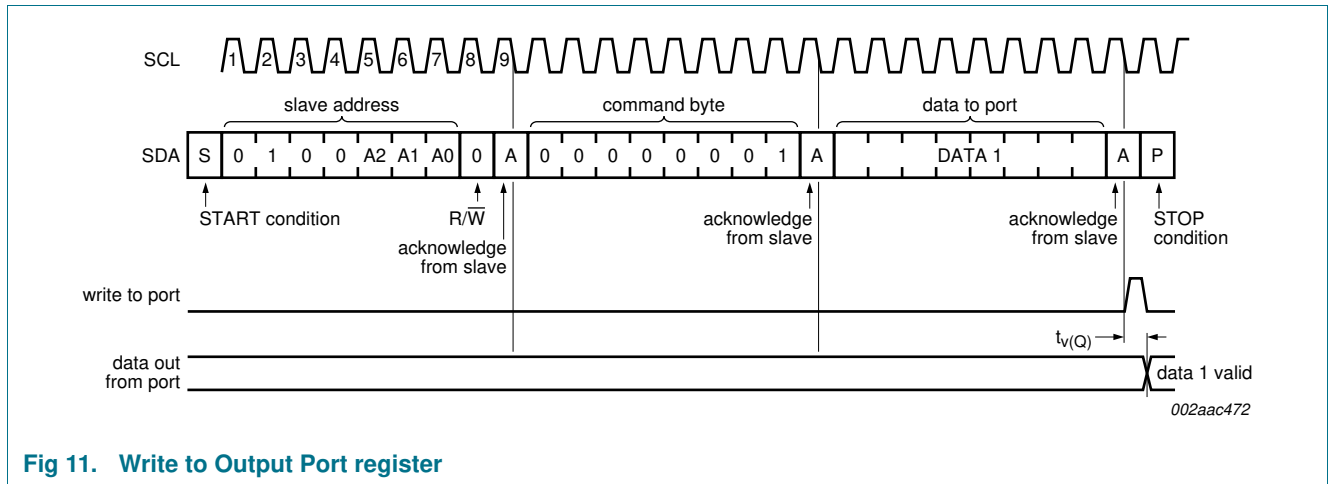 SCL 1 2 3 4 5 6 7 8 9
slave address command byte data to port
SDA S 0 1 0 0 A2 A1 A0 0 A 0 0 0 0 0 0 0 1 A DATA 1 A P
START condition R/W̅ acknowledge from slave acknowledge from slave acknowledge from slave STOP condition
write to port
tv(Q)
data out from port data 1 valid
002aac472
Fig 11. Write to Output Port register